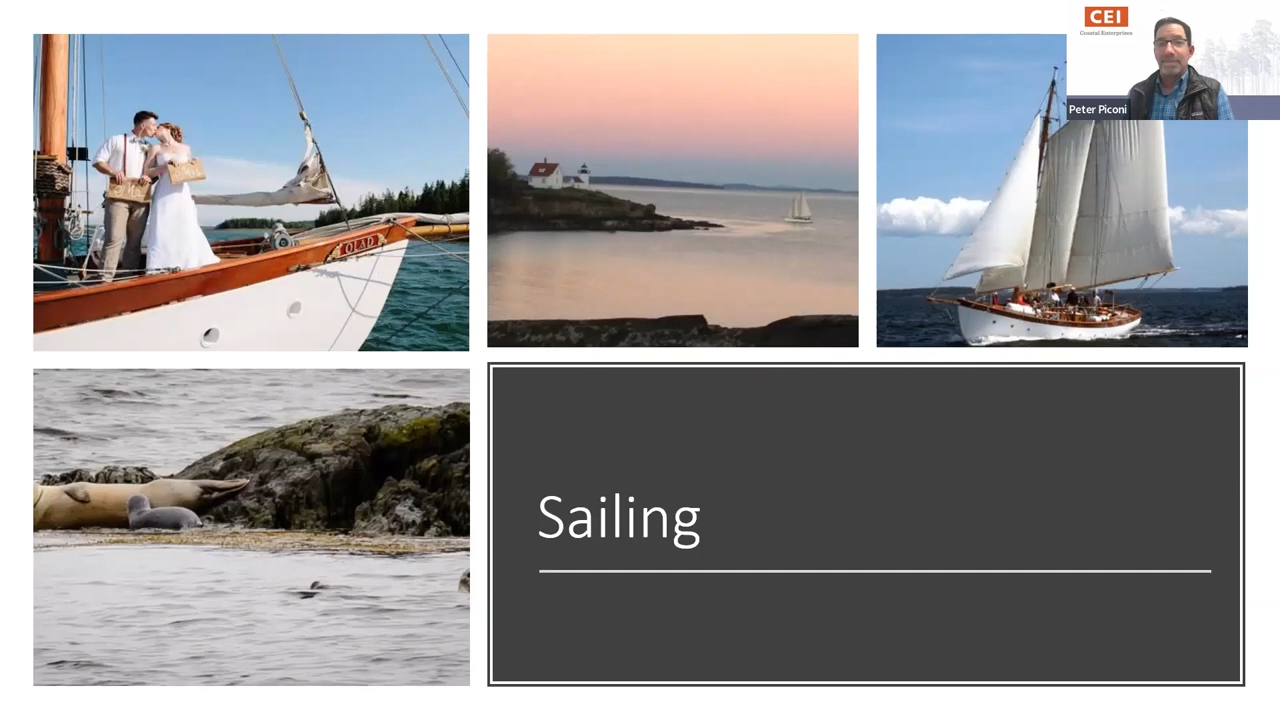 CEI
Coastal Enterprises
Peter Piconi
OLAD
Sailing